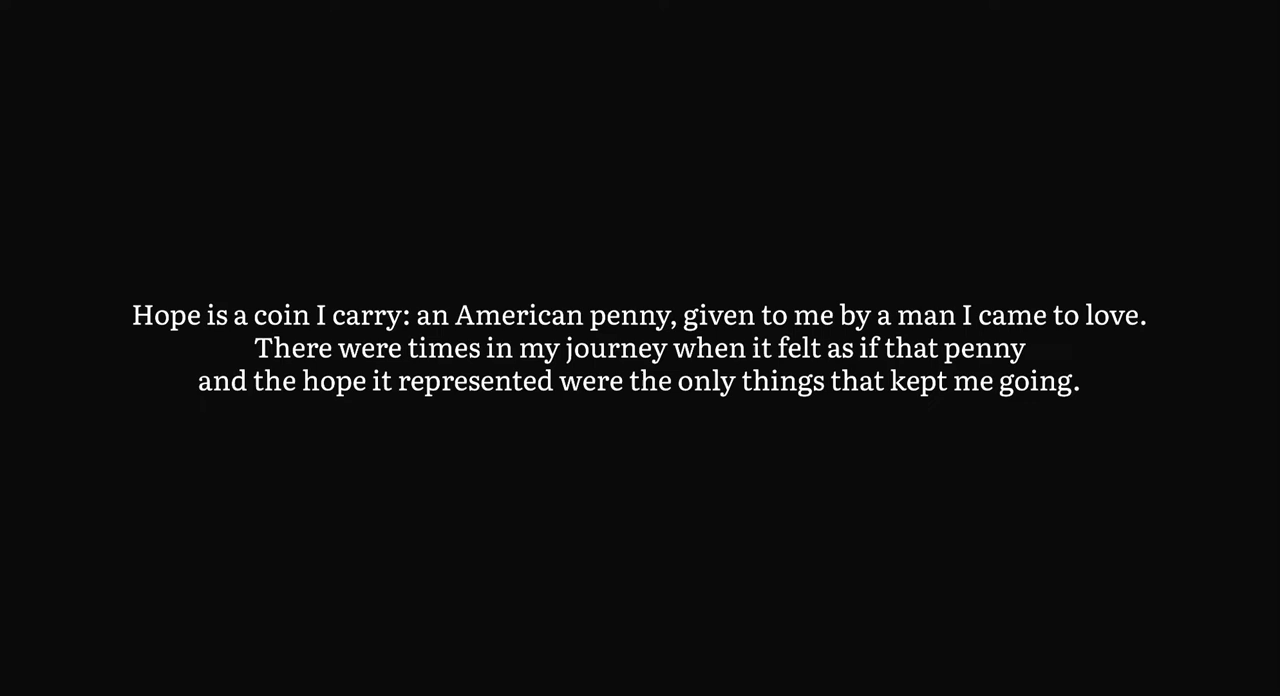 Hope is a coin I carry: an American penny, given to me by a man I came to love.
There were times in my journey when it felt as if that penny
and the hope it represented were the only things that kept me going.